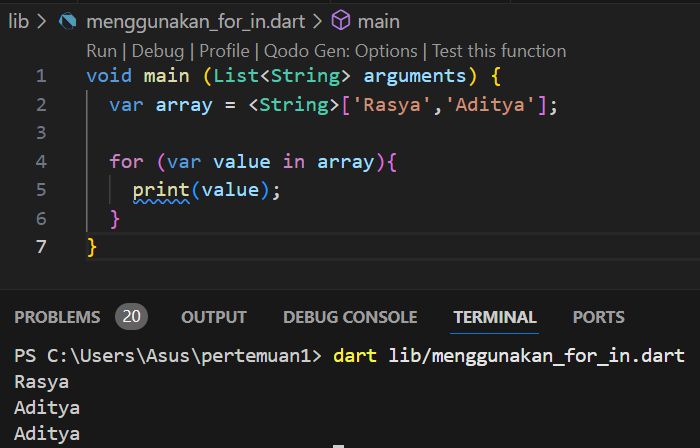 lib > menggunakan_for_in.dart > main
Run | Debug | Profile | Qodo Gen: Options | Test this function
1 void main (List<String> arguments) {
2 var array = <String>['Rasya','Aditya'];
3
4 for (var value in array){
5 print(value);
6 }
7 }
PROBLEMS 20 OUTPUT DEBUG CONSOLE TERMINAL PORTS
PS C:\Users\Asus\pertemuan1> dart lib/menggunakan_for_in.dart
Rasya
Aditya
Aditya